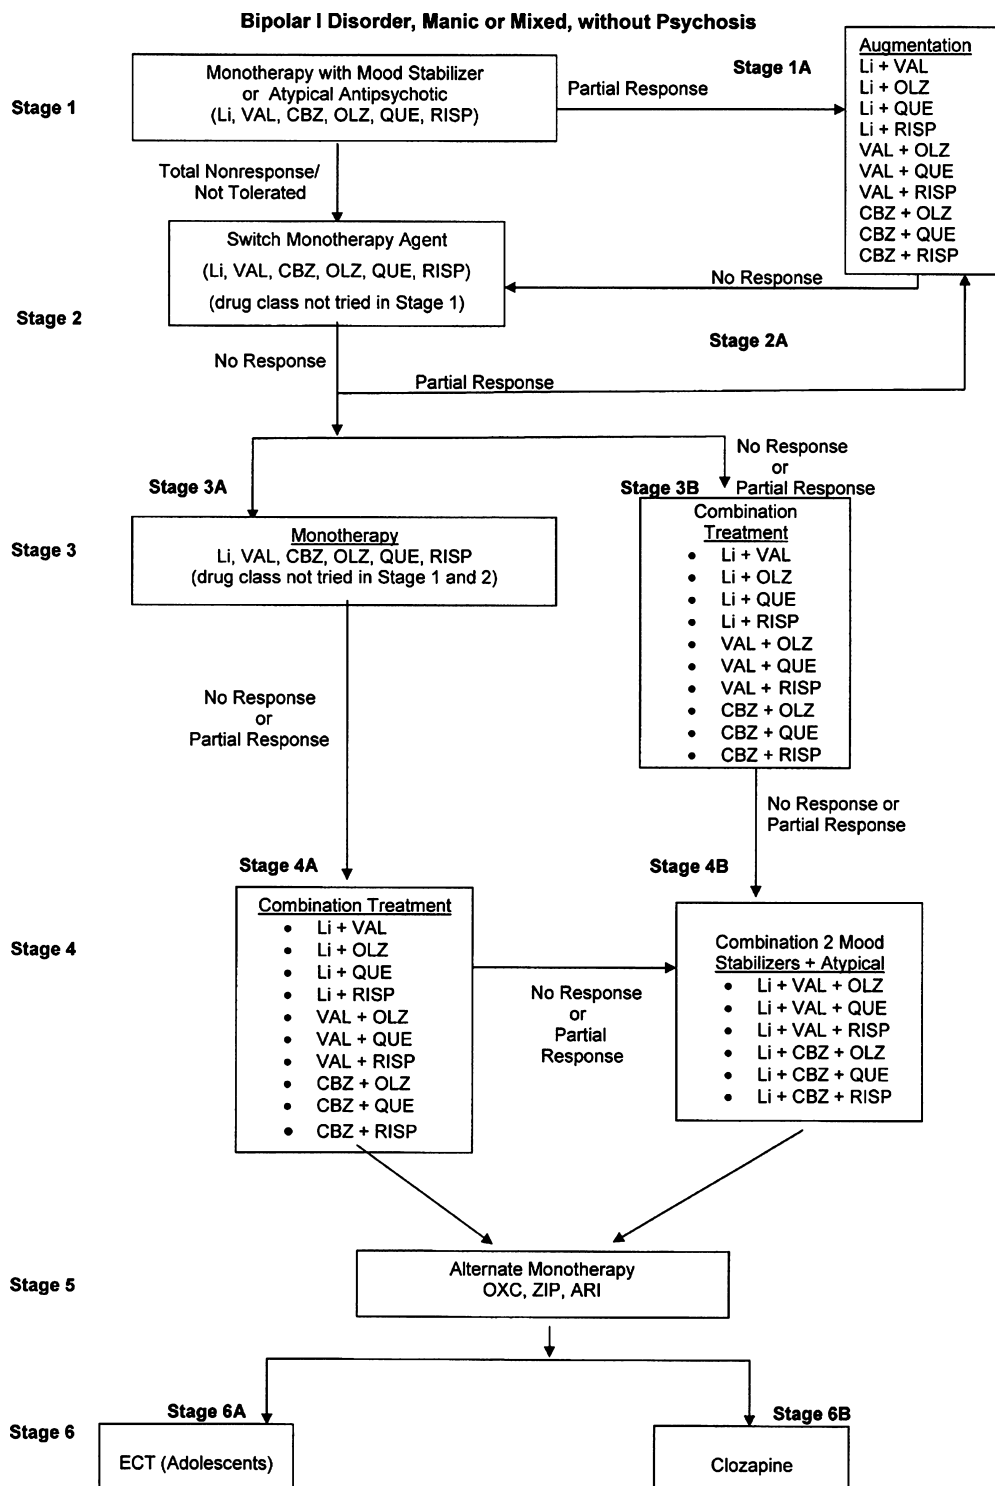 Bipolar I Disorder, Manic or Mixed, without Psychosis
Stage 1
Monotherapy with Mood Stabilizer
or Atypical Antipsychotic
(Li, VAL, CBZ, OLZ, QUE, RISP)
Partial Response
Stage 1A
Augmentation
Li + VAL
Li + OLZ
Li + QUE
Li + RISP
VAL + OLZ
VAL + QUE
VAL + RISP
CBZ + OLZ
CBZ + QUE
CBZ + RISP
Total Nonresponse/
Not Tolerated
Stage 2
Switch Monotherapy Agent
(Li, VAL, CBZ, OLZ, QUE, RISP)
(drug class not tried in Stage 1)
No Response
Stage 2A
No Response
Partial Response
Stage 3A
Stage 3B
No Response
or
Partial Response
Stage 3
Monotherapy
Li, VAL, CBZ, OLZ, QUE, RISP
(drug class not tried in Stage 1 and 2)
Combination
Treatment
• Li + VAL
• Li + OLZ
• Li + QUE
• Li + RISP
• VAL + OLZ
• VAL + QUE
• VAL + RISP
• CBZ + OLZ
• CBZ + QUE
• CBZ + RISP
No Response
or
Partial Response
No Response or
Partial Response
Stage 4A
Stage 4B
Stage 4
Combination Treatment
• Li + VAL
• Li + OLZ
• Li + QUE
• Li + RISP
• VAL + OLZ
• VAL + QUE
• VAL + RISP
• CBZ + OLZ
• CBZ + QUE
• CBZ + RISP
No Response
or
Partial
Response
Combination 2 Mood
Stabilizers + Atypical
• Li + VAL + OLZ
• Li + VAL + QUE
• Li + VAL + RISP
• Li + CBZ + OLZ
• Li + CBZ + QUE
• Li + CBZ + RISP
Stage 5
Alternate Monotherapy
OXC, ZIP, ARI
Stage 6A
Stage 6B
Stage 6
ECT (Adolescents)
Clozapine